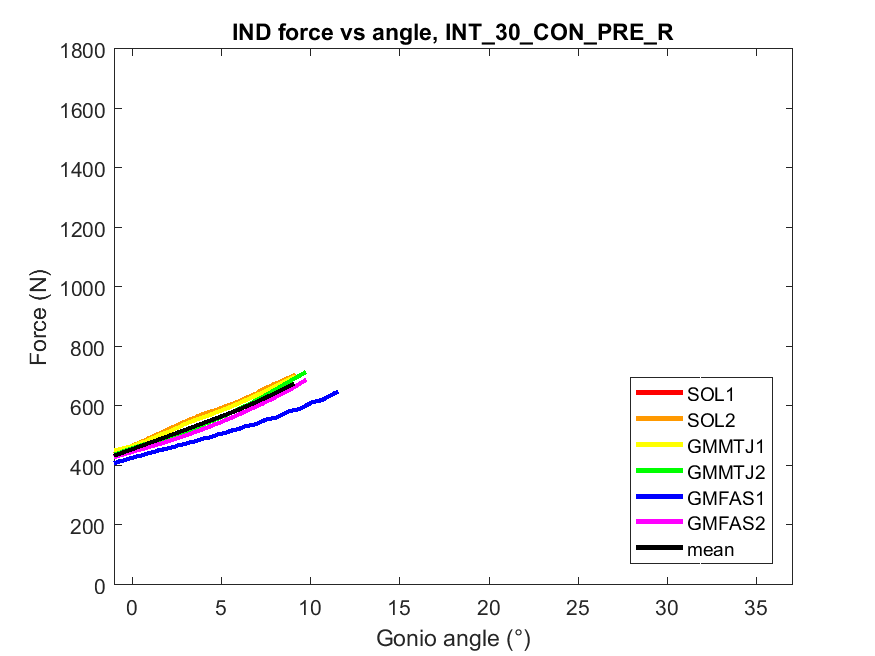 IND force vs angle, INT_30_CON_PRE_R
1800
1600
1400
1200
1000
800
600
400
200
0
Force (N)
0 5 10 15 20 25 30 35
Gonio angle (°)
SOL1
SOL2
GMMTJ1
GMMTJ2
GMFAS1
GMFAS2
mean